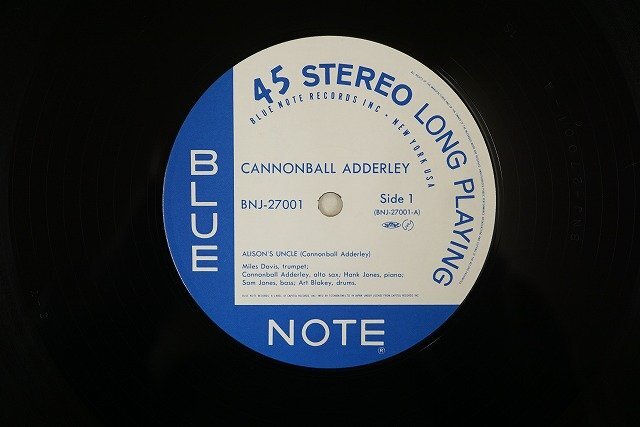 45 STEREO LONG PLAYING
BLUE NOTE RECORDS INC - NEW YORK USA
CANNONBALL ADDERLEY
BNJ-27001
Side 1
(BNJ-27001-A)
ALISON'S UNCLE (Cannonball Adderley)
Miles Davis, trumpet;
Cannonball Adderley, alto sax; Hank Jones, piano;
Sam Jones, bass; Art Blakey, drums.
BLUE
NOTE
®